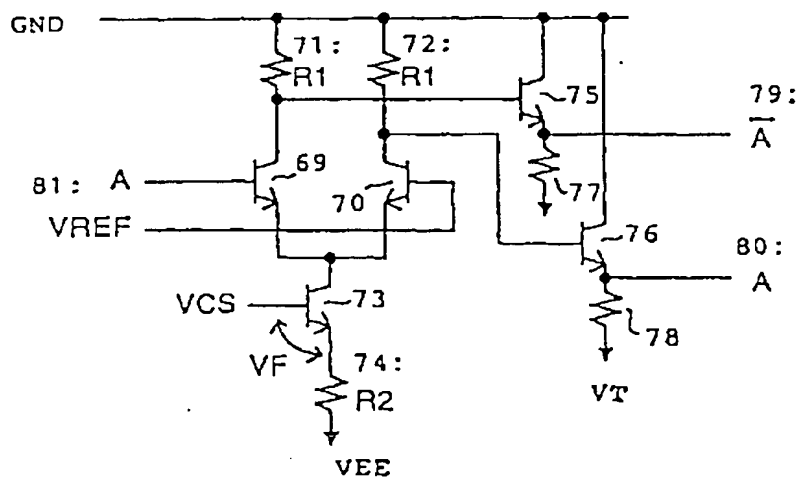 GND
71: 72:
R1 R1
75
79:
A̅
77
81: A
69
70
VREF
76
80:
A
VCS
73
78
VF
74:
R2
VT
VEE